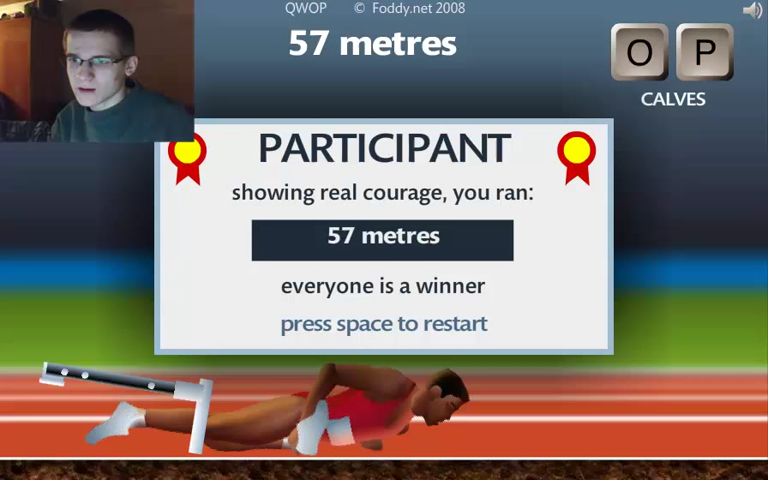 QWOP © Foddy.net 2008
57 metres
O P
CALVES
PARTICIPANT
showing real courage, you ran:
57 metres
everyone is a winner
press space to restart